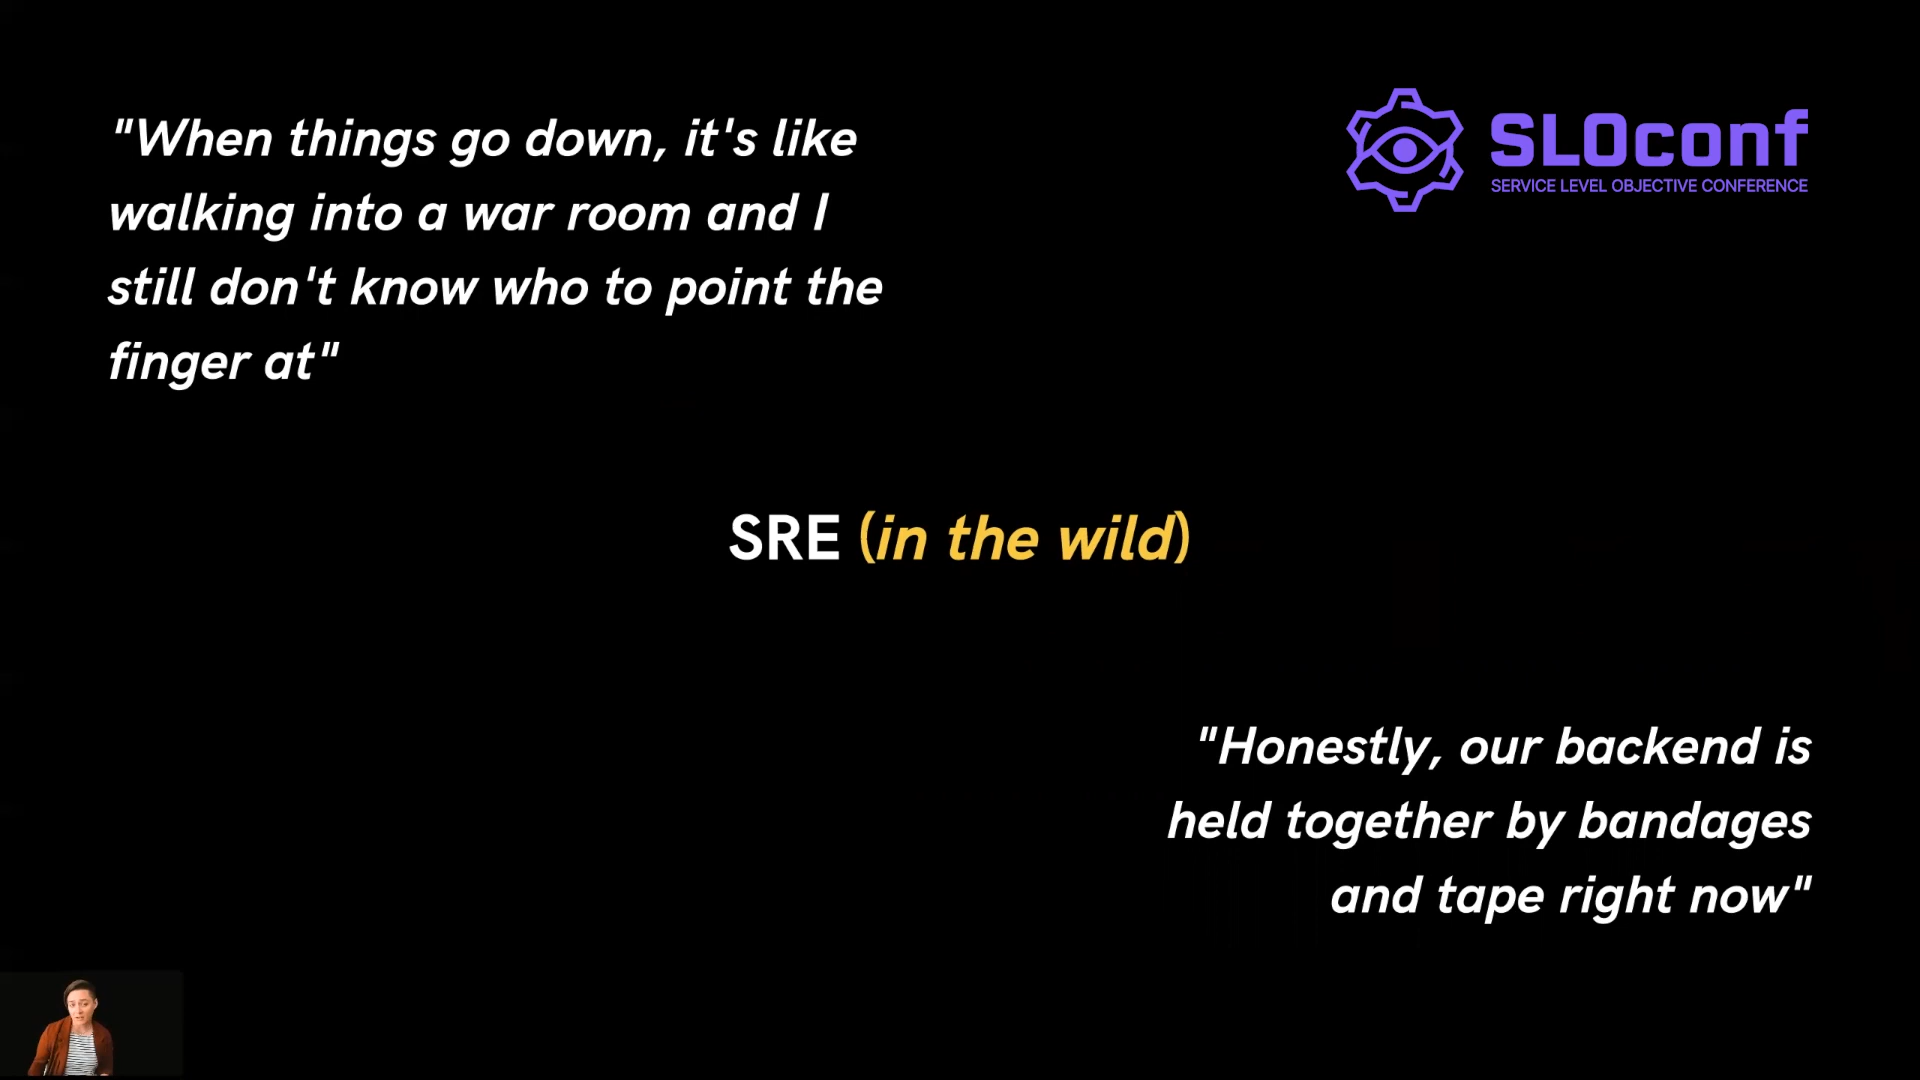 "When things go down, it's like
walking into a war room and I
still don't know who to point the
finger at"
SLOconf
SERVICE LEVEL OBJECTIVE CONFERENCE
SRE (in the wild)
"Honestly, our backend is
held together by bandages
and tape right now"